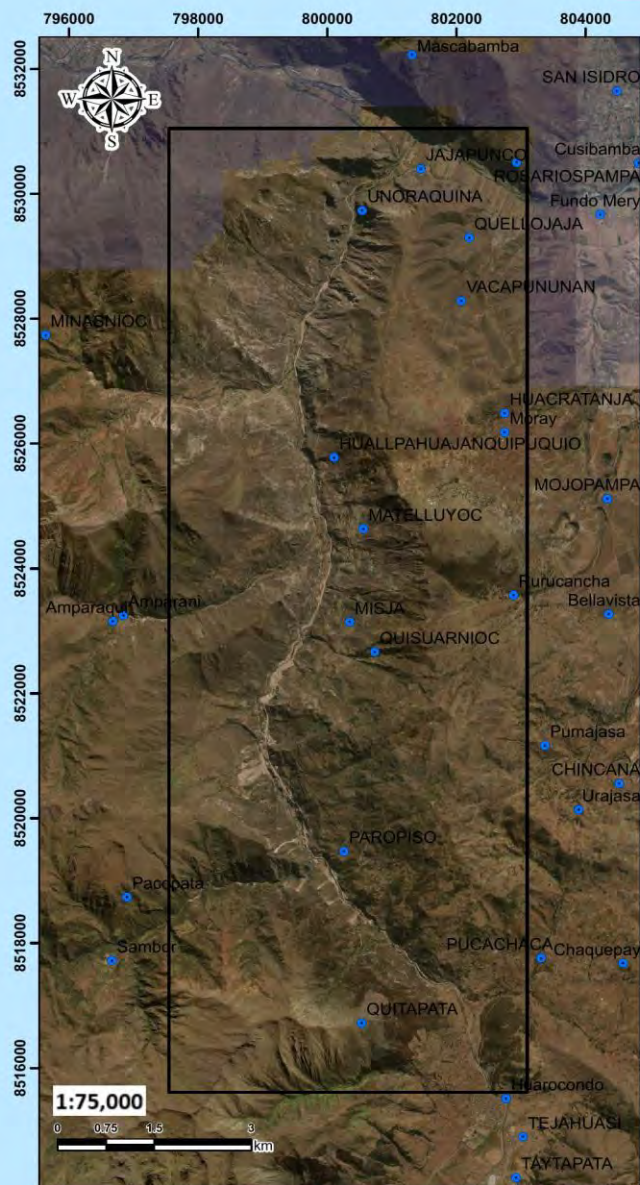 796000 798000 800000 802000 804000
8532000
8530000
8528000
8526000
8524000
8522000
8520000
8518000
8516000
N
W E
S
Mascabamba
SAN ISIDRO
Cusibamba
JAJAPUNCO
ROSARIOSPAMPA
UNORAQUINA
Fundo Mery
QUELLOJAJA
VACAPUNUNAN
MINASNIOC
HUACRATANJA
Moray
HUALLPAHUAJANQUIPUQUIO
MOJOPAMPA
MATELLUYOC
Purucancha
Amparaqui
Amparani
MISJA
Bellavista
QUISUARNIOC
Pumajasa
CHINCANA
Urajasa
PAROPISO
Pacopata
Sambor
PUCACHACA
Chaquepay
QUITAPATA
Huarocondo
TEJAHUASI
TAYTAPATA
1:75,000
0 0.75 1.5 3
km